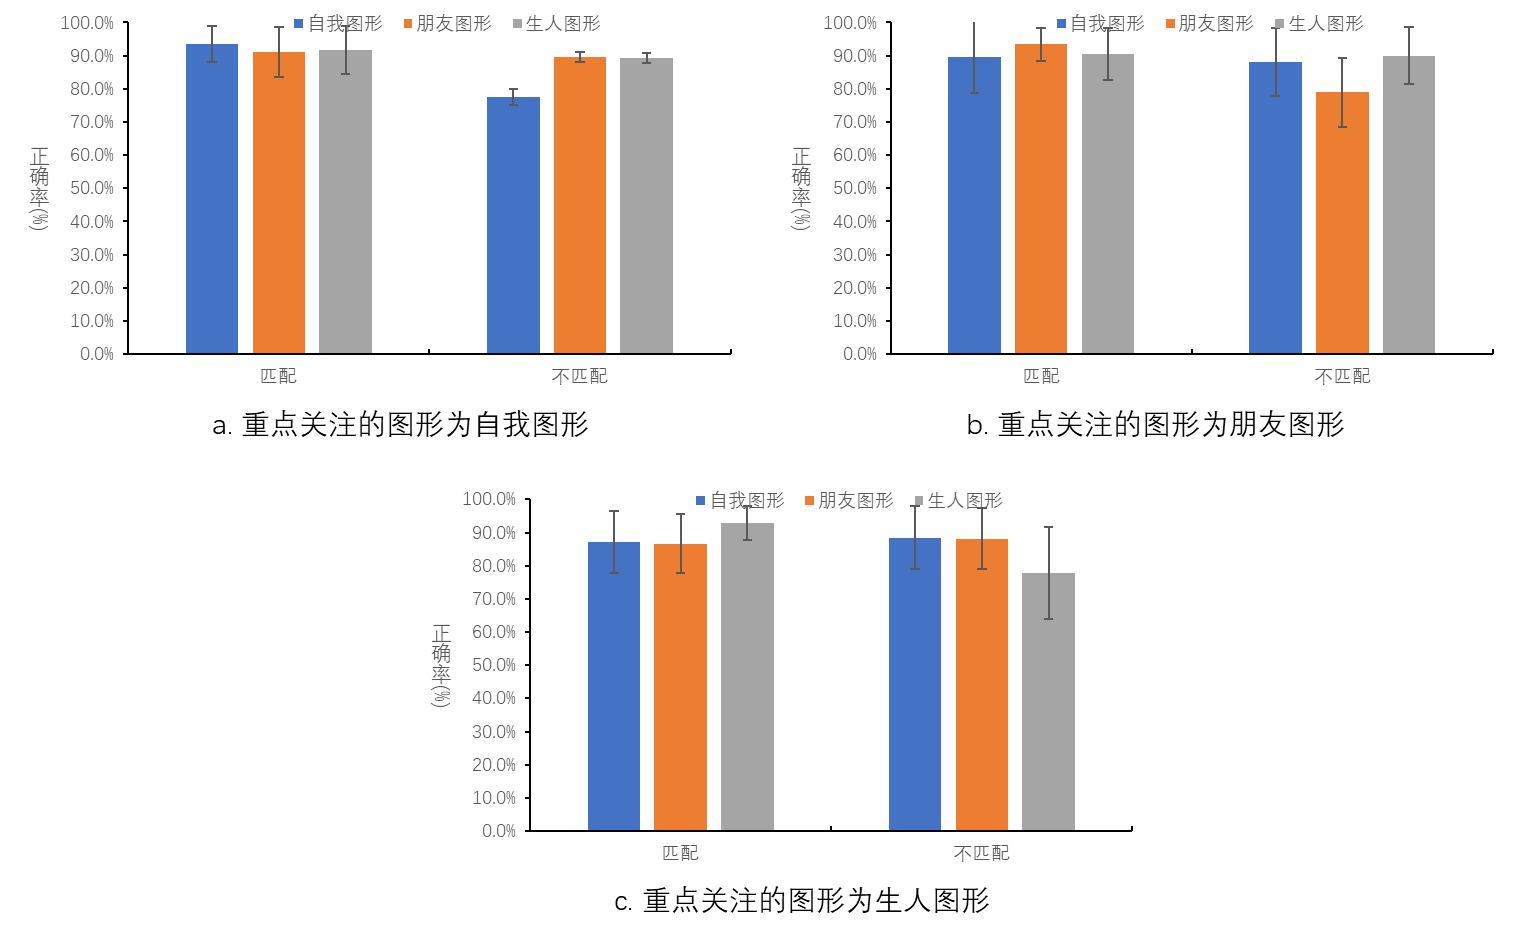 自我图形 朋友图形 生人图形
100.0%
90.0%
80.0%
70.0%
60.0%
50.0%
40.0%
30.0%
20.0%
10.0%
0.0%
正确率(%)
匹配 不匹配
a. 重点关注的图形为自我图形
自我图形 朋友图形 生人图形
100.0%
90.0%
80.0%
70.0%
60.0%
50.0%
40.0%
30.0%
20.0%
10.0%
0.0%
正确率(%)
匹配 不匹配
b. 重点关注的图形为朋友图形
自我图形 朋友图形 生人图形
100.0%
90.0%
80.0%
70.0%
60.0%
50.0%
40.0%
30.0%
20.0%
10.0%
0.0%
正确率(%)
匹配 不匹配
c. 重点关注的图形为生人图形